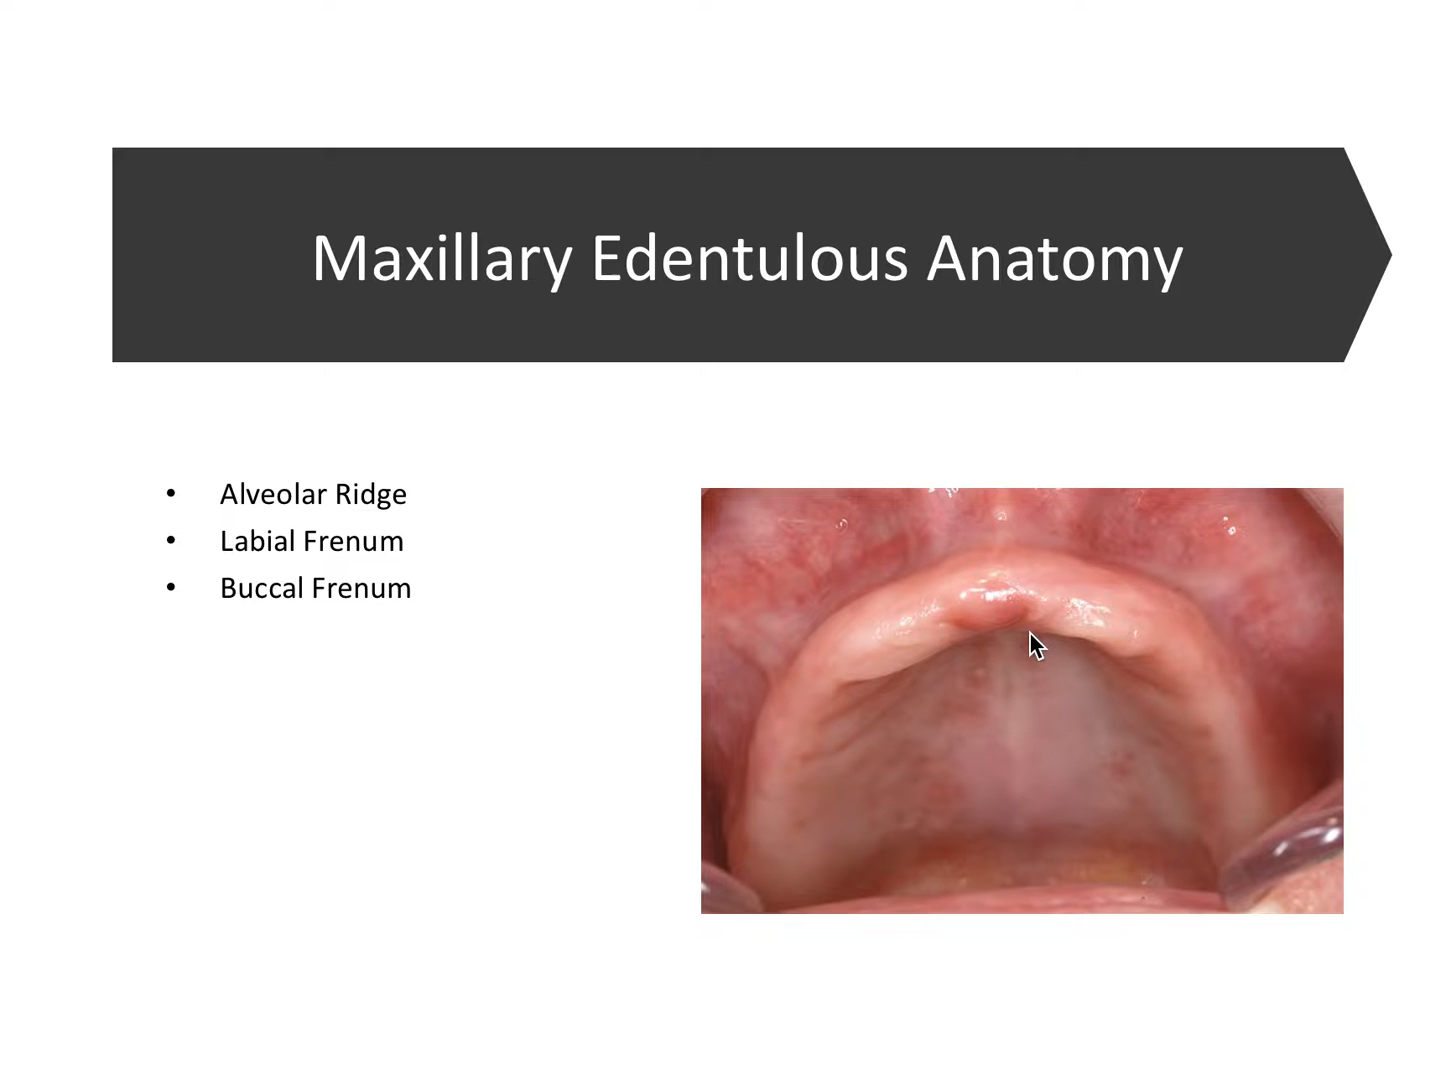 Maxillary Edentulous Anatomy
• Alveolar Ridge
• Labial Frenum
• Buccal Frenum